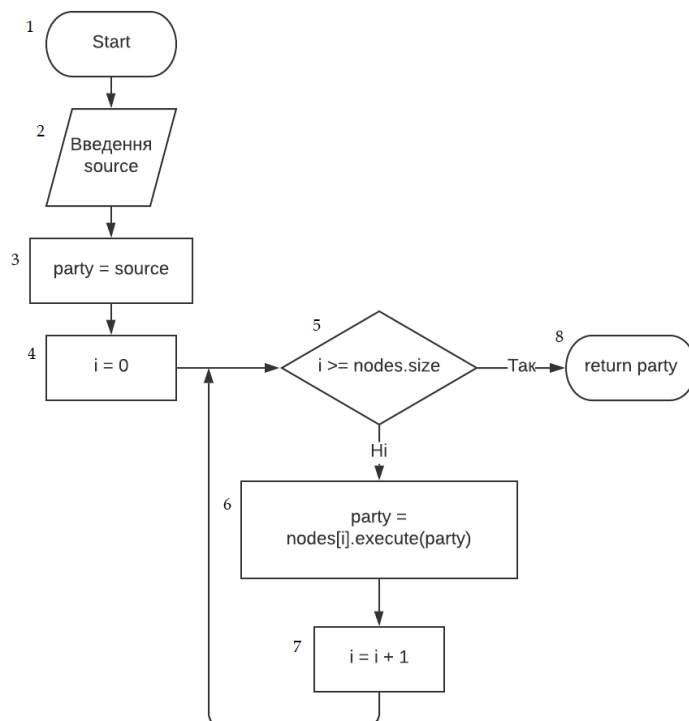 1
Start
2
Введення
source
3
party = source
4
i = 0
5
i >= nodes.size
Так
8
return party
Ні
6
party =
nodes[i].execute(party)
7
i = i + 1